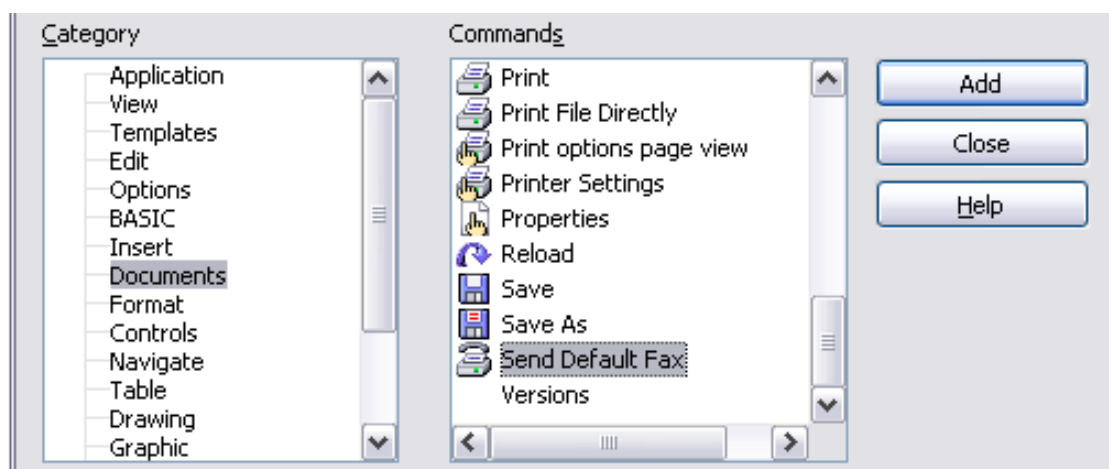 Category
Application
View
Templates
Edit
Options
BASIC
Insert
Documents
Format
Controls
Navigate
Table
Drawing
Graphic
Commands
Print
Print File Directly
Print options page view
Printer Settings
Properties
Reload
Save
Save As
Send Default Fax
Versions
Add
Close
Help